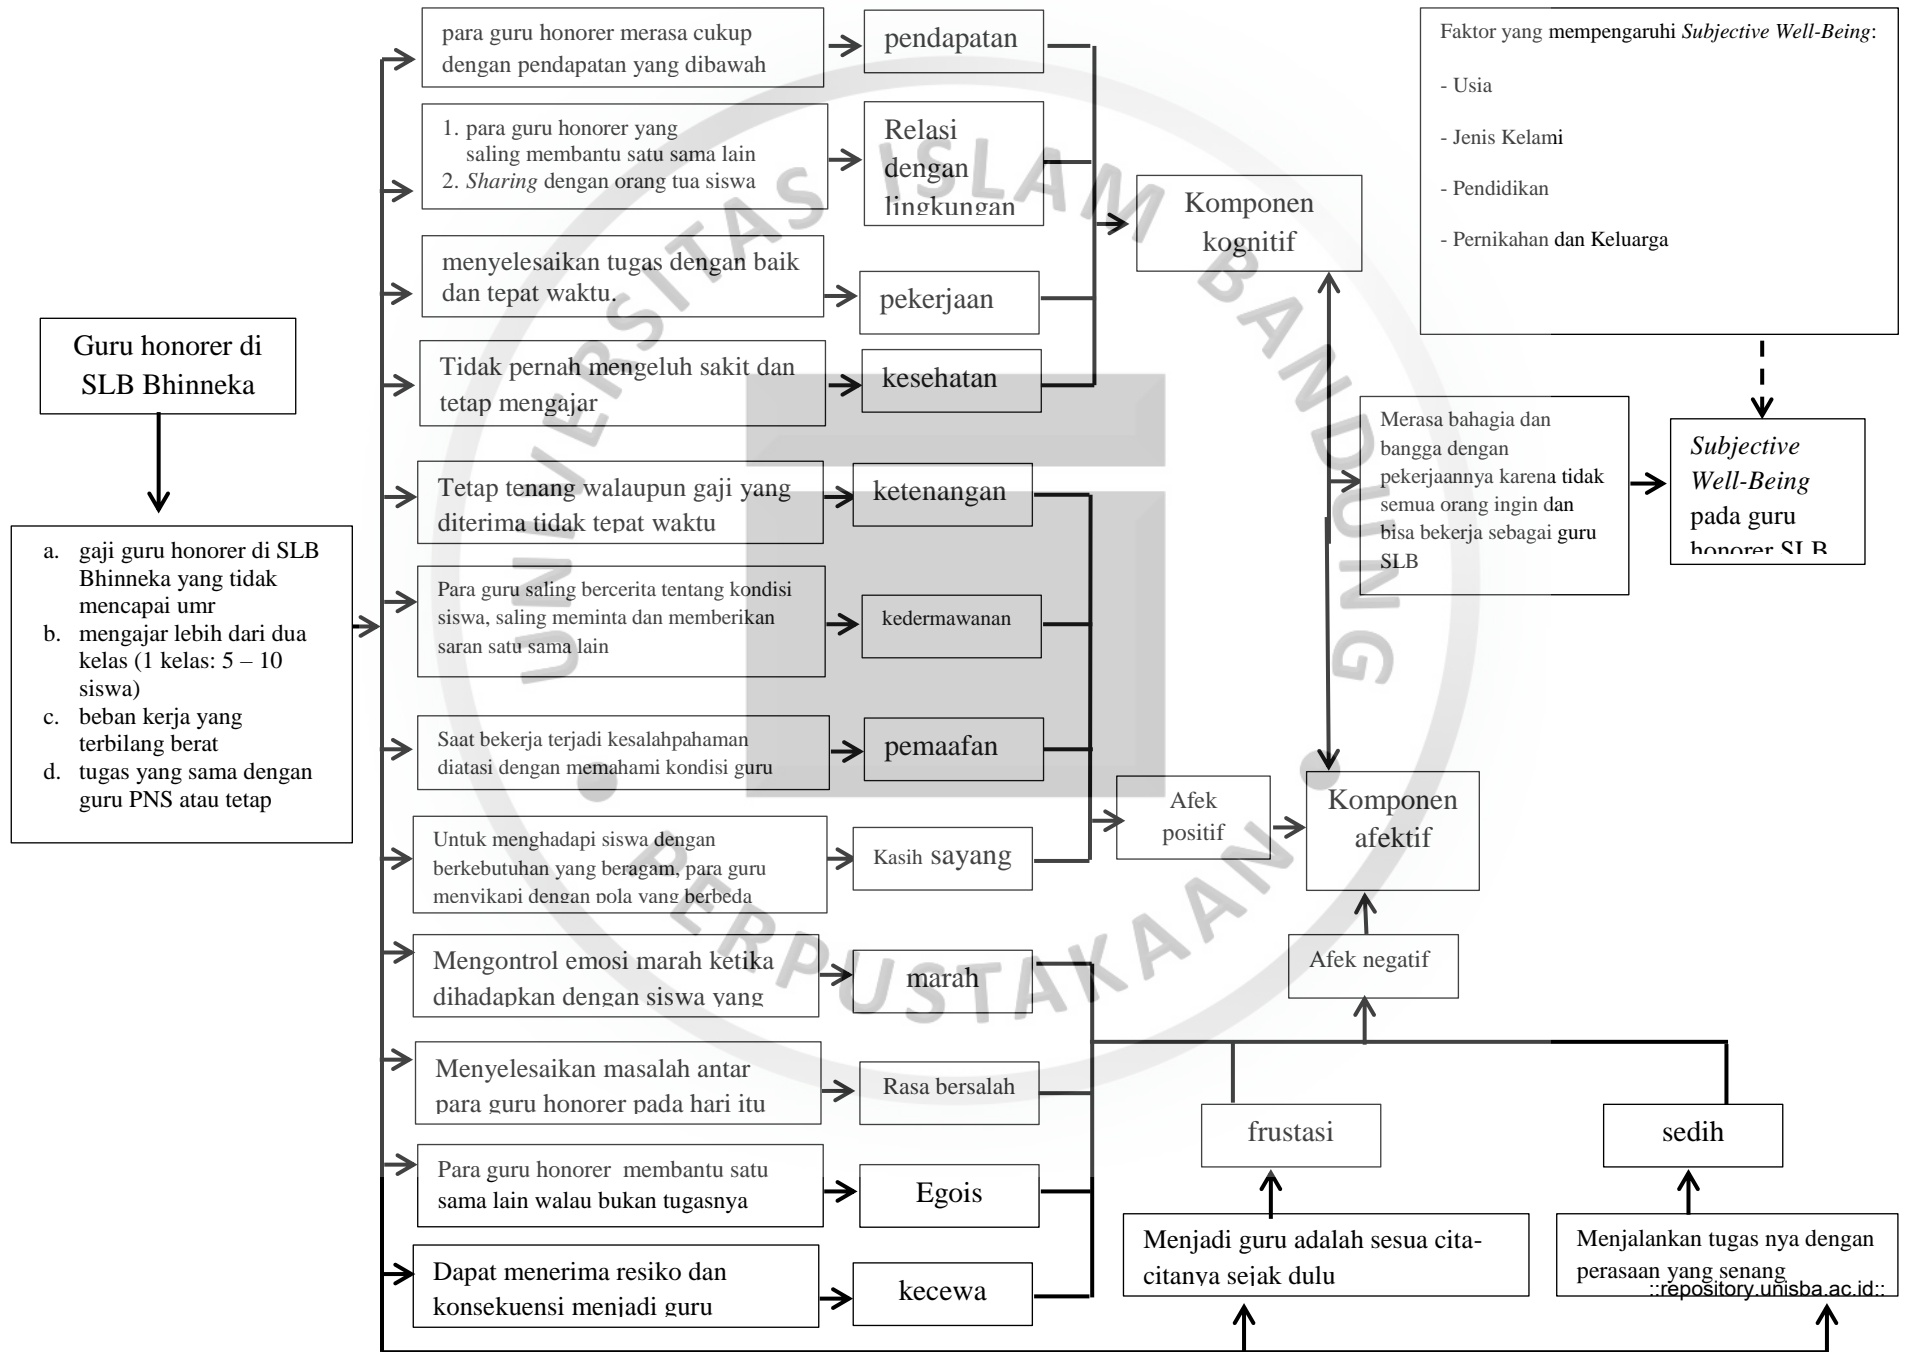 Guru honorer di
SLB Bhinneka
a. gaji guru honorer di SLB
Bhinneka yang tidak
mencapai umr
b. mengajar lebih dari dua
kelas (1 kelas: 5 – 10
siswa)
c. beban kerja yang
terbilang berat
d. tugas yang sama dengan
guru PNS atau tetap
para guru honorer merasa cukup
dengan pendapatan yang dibawah
pendapatan
1. para guru honorer yang
saling membantu satu sama lain
2. Sharing dengan orang tua siswa
Relasi
dengan
lingkungan
menyelesaikan tugas dengan baik
dan tepat waktu.
pekerjaan
Tidak pernah mengeluh sakit dan
tetap mengajar
kesehatan
Komponen
kognitif
Tetap tenang walaupun gaji yang
diterima tidak tepat waktu
ketenangan
Para guru saling bercerita tentang kondisi
siswa, saling meminta dan memberikan
saran satu sama lain
kedermawanan
Saat bekerja terjadi kesalahpahaman
diatasi dengan memahami kondisi guru
pemaafan
Untuk menghadapi siswa dengan
berkebutuhan yang beragam, para guru
menyikapi dengan pola yang berbeda
Kasih sayang
Afek
positif
Komponen
afektif
Mengontrol emosi marah ketika
dihadapkan dengan siswa yang
marah
Menyelesaikan masalah antar
para guru honorer pada hari itu
Rasa bersalah
Para guru honorer membantu satu
sama lain walau bukan tugasnya
Egois
Dapat menerima resiko dan
konsekuensi menjadi guru
kecewa
Afek negatif
frustasi
sedih
Menjadi guru adalah sesua cita-
citanya sejak dulu
Menjalankan tugas nya dengan
perasaan yang senang
Merasa bahagia dan
bangga dengan
pekerjaannya karena tidak
semua orang ingin dan
bisa bekerja sebagai guru
SLB
Faktor yang mempengaruhi Subjective Well-Being:
- Usia
- Jenis Kelami
- Pendidikan
- Pernikahan dan Keluarga
Subjective
Well-Being
pada guru
honorer SLB
UNIVERSITAS ISLAM BANDUNG
PERPUSTAKAAN
::repository.unisba.ac.id::